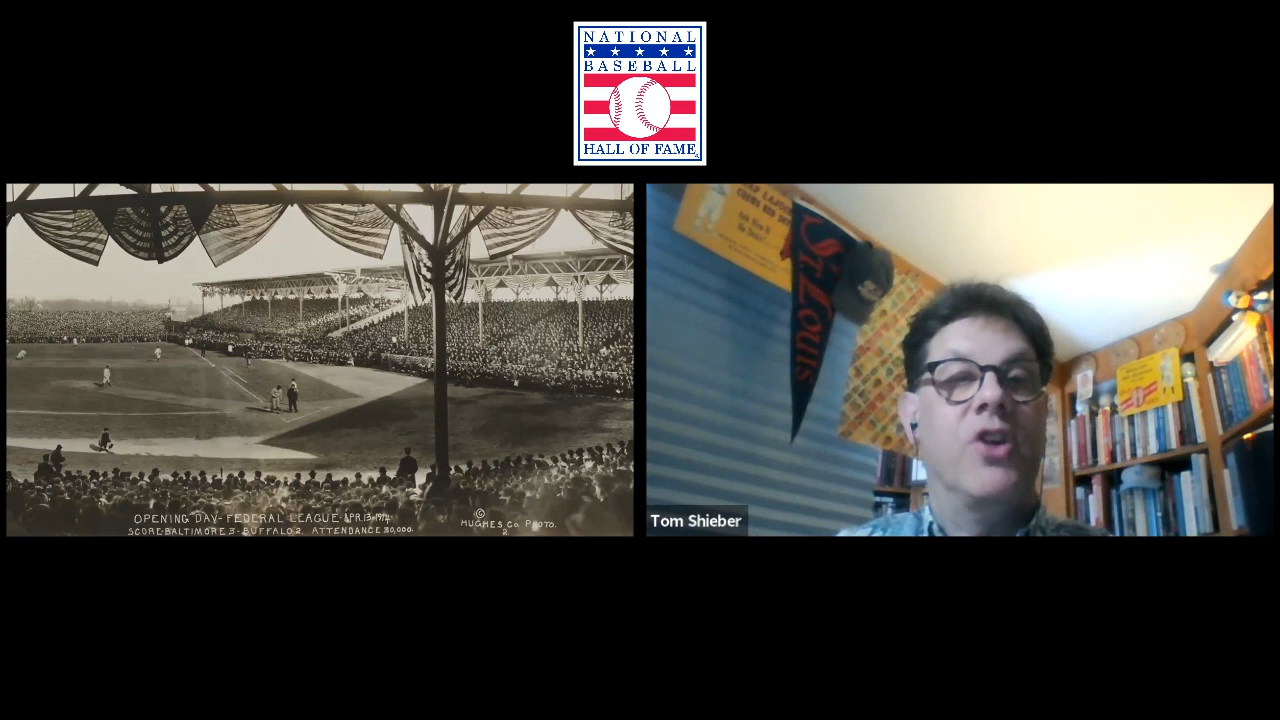 NATIONAL
BASEBALL
HALL OF FAME
ST. LOUIS
OPENING DAY - FEDERAL LEAGUE - APR. 13-1914.
SCORE-BALTIMORE 3- BUFFALO 2. ATTENDANCE 30,000.
©
HUGHES Co. PHOTO.
2.
Tom Shieber